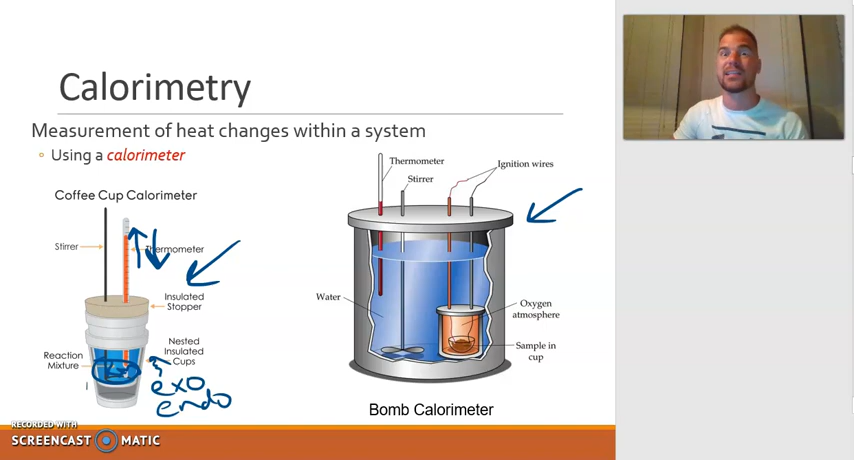 Calorimetry
Measurement of heat changes within a system
Using a calorimeter
Coffee Cup Calorimeter
Stirrer
Thermometer
Insulated
Stopper
Nested
Insulated
Cups
Reaction
Mixture
exo
endo
Thermometer
Stirrer
Ignition wires
Water
Oxygen
atmosphere
Sample in
cup
Bomb Calorimeter
RECORDED WITH
SCREENCAST MATIC